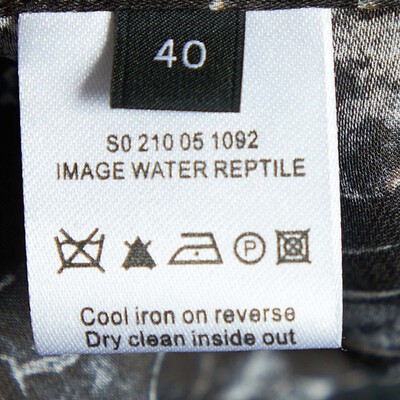 40
S0 210 05 1092
IMAGE WATER REPTILE
P
Cool iron on reverse
Dry clean inside out